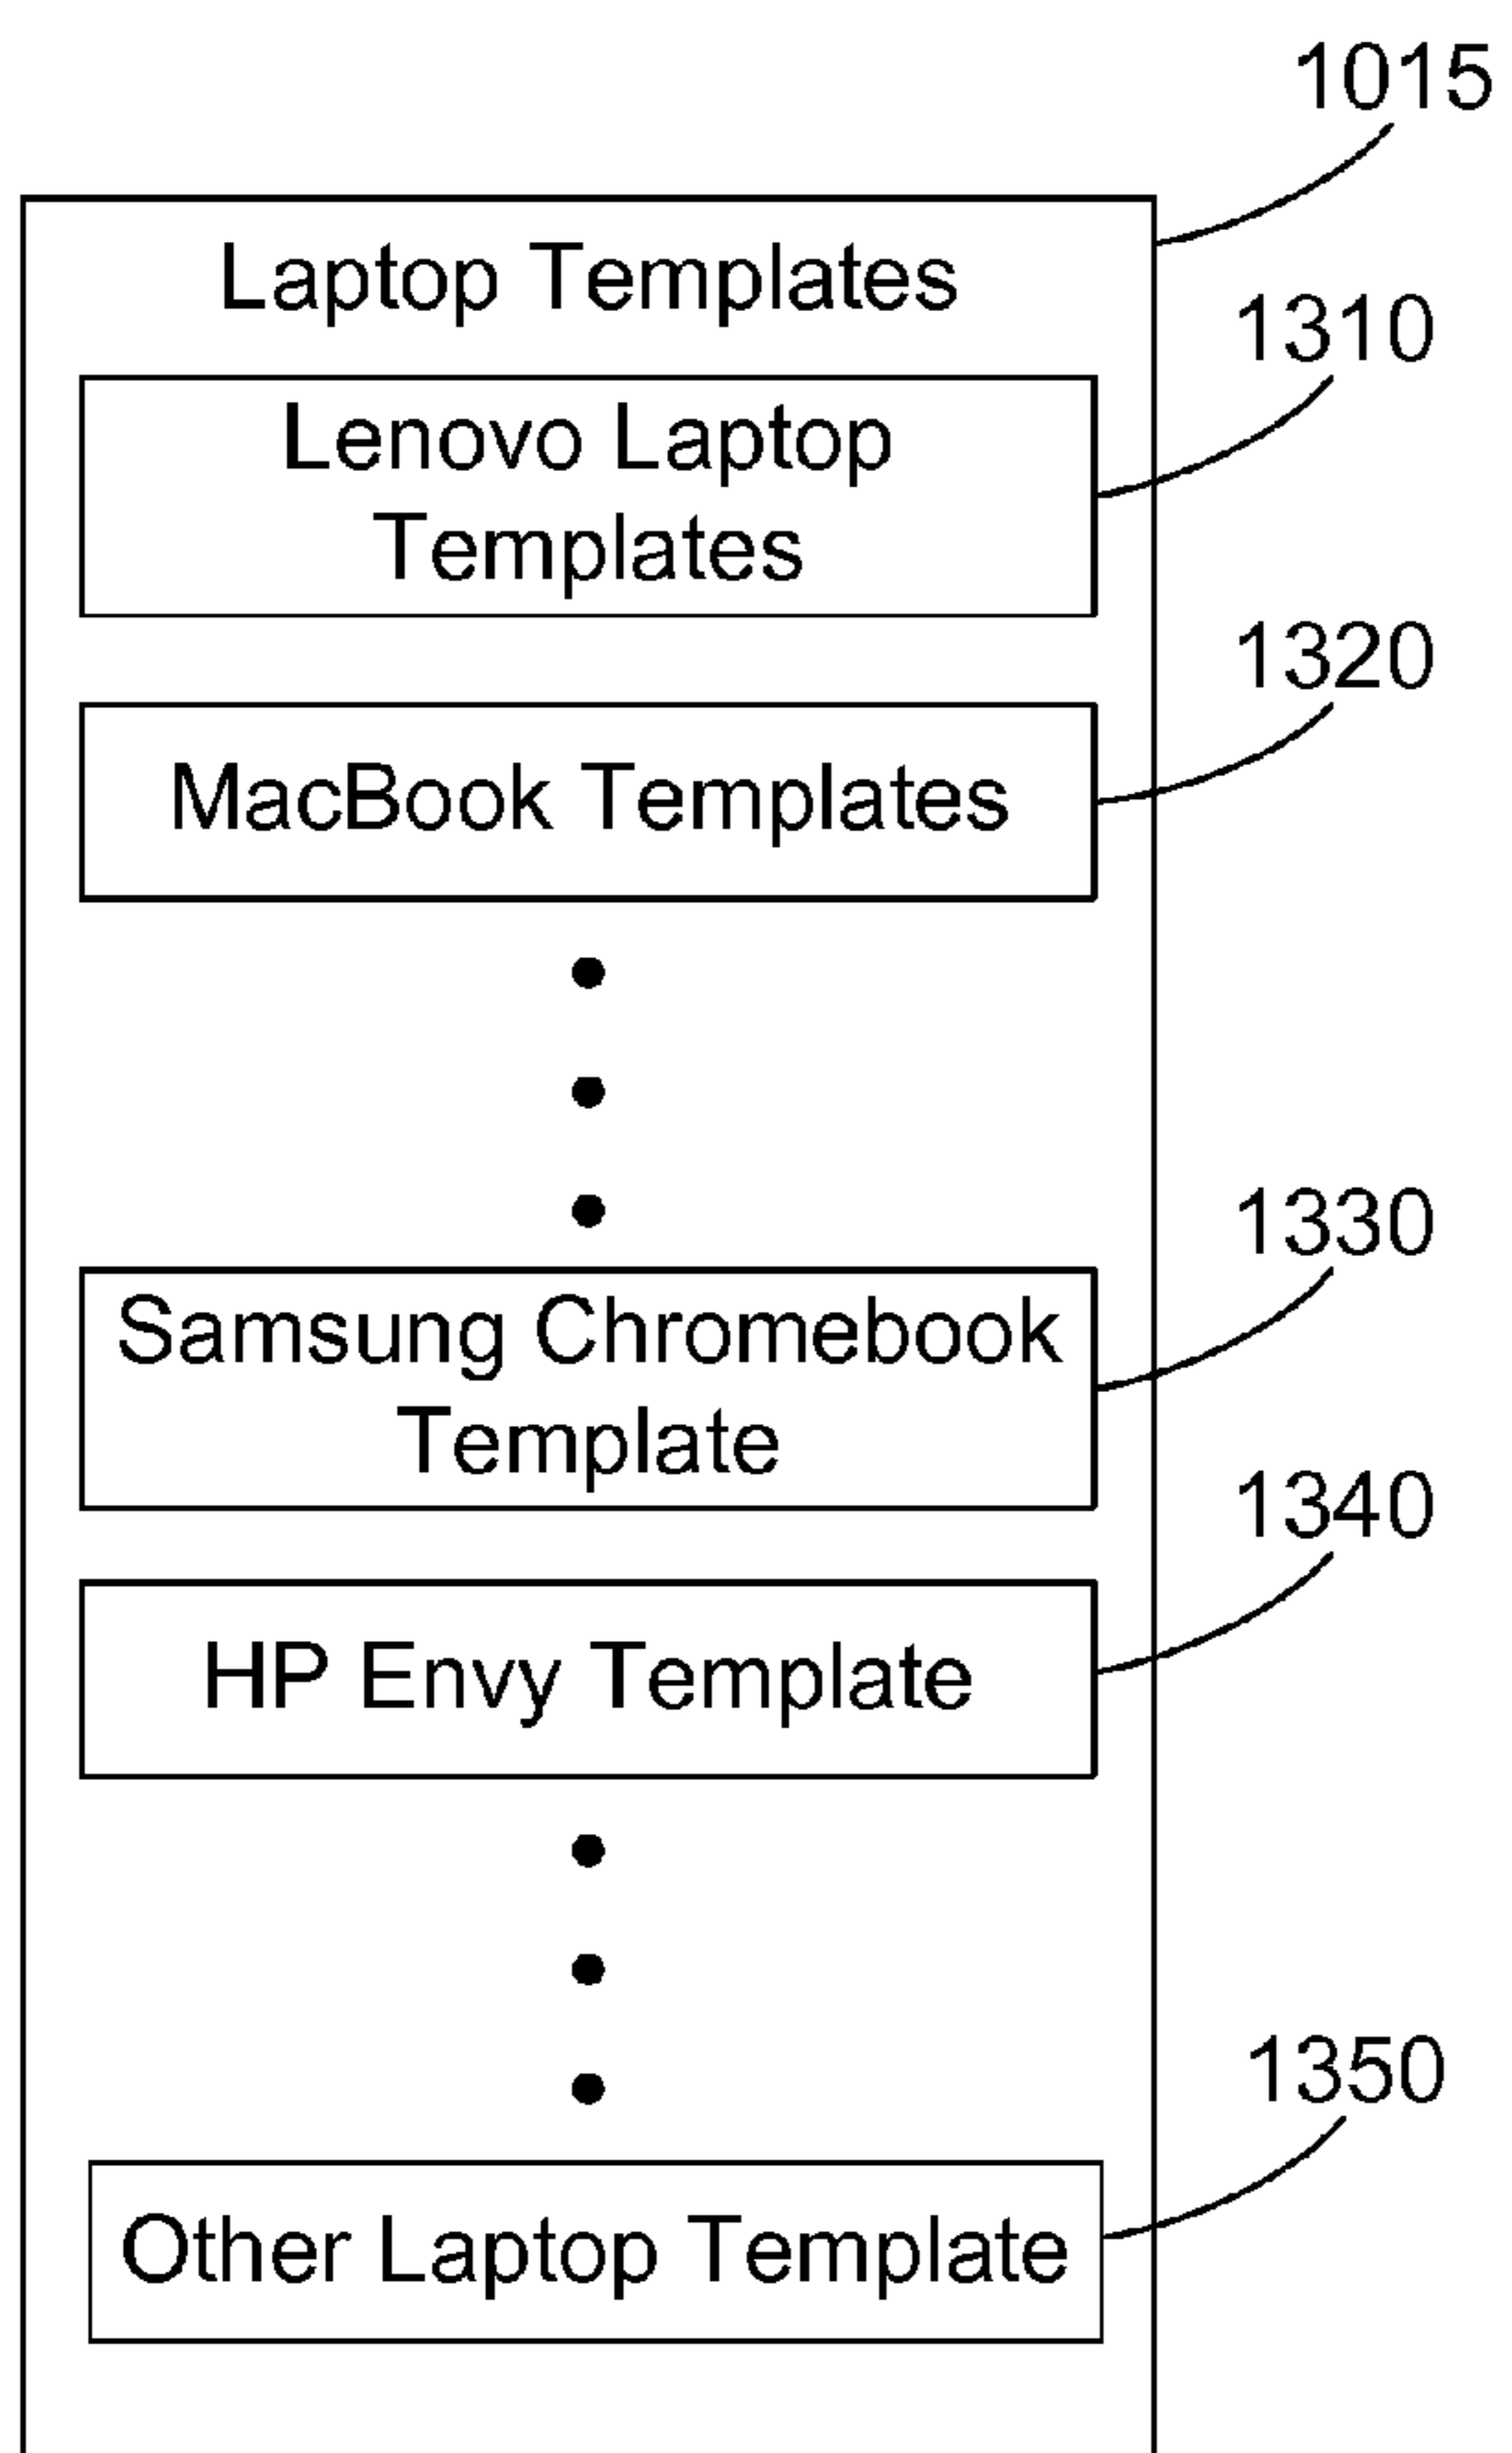 1015
Laptop Templates
1310
Lenovo Laptop
Templates
1320
MacBook Templates
1330
Samsung Chromebook
Template
1340
HP Envy Template
1350
Other Laptop Template